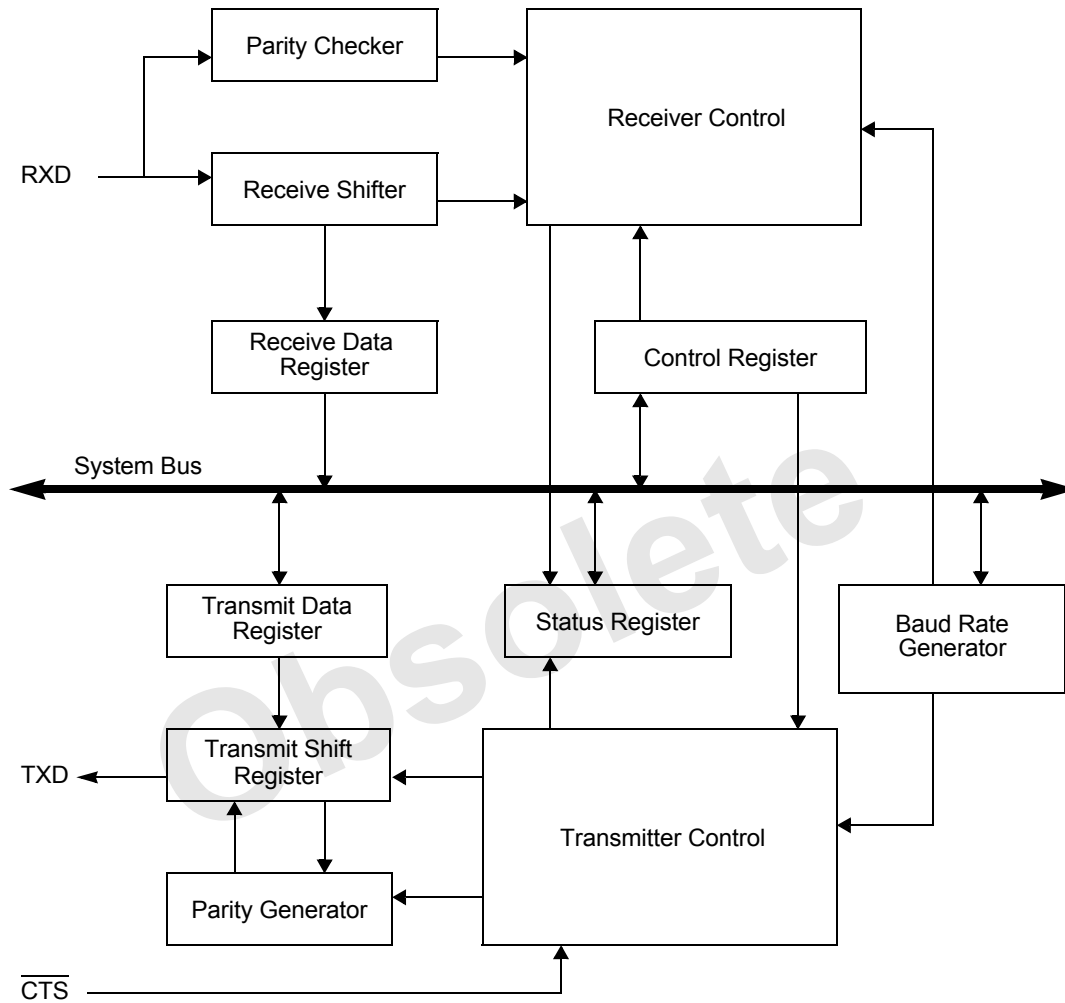 Parity Checker
Receiver Control
RXD
Receive Shifter
Receive Data
Register
Control Register
System Bus
Transmit Data
Register
Status Register
Baud Rate
Generator
Obsolete
TXD
Transmit Shift
Register
Transmitter Control
Parity Generator
C̅T̅S̅